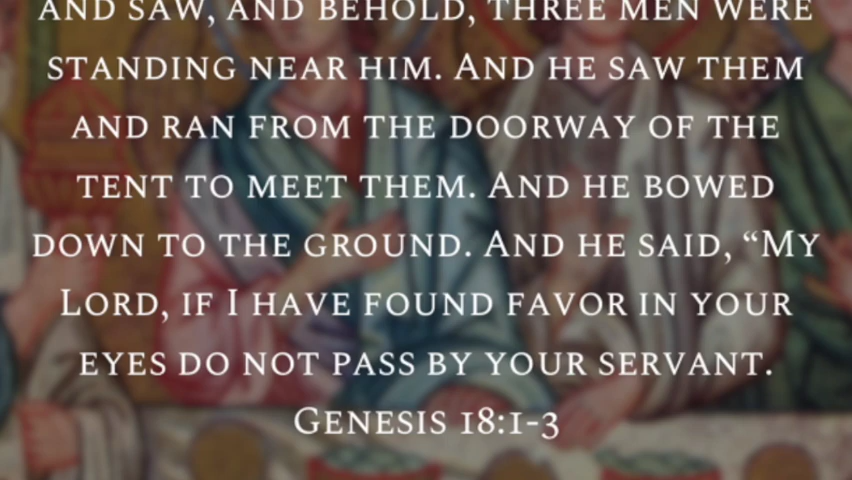 AND SAW, AND BEHOLD, THREE MEN WERE
STANDING NEAR HIM. AND HE SAW THEM
AND RAN FROM THE DOORWAY OF THE
TENT TO MEET THEM. AND HE BOWED
DOWN TO THE GROUND. AND HE SAID, “MY
LORD, IF I HAVE FOUND FAVOR IN YOUR
EYES DO NOT PASS BY YOUR SERVANT.
GENESIS 18:1-3